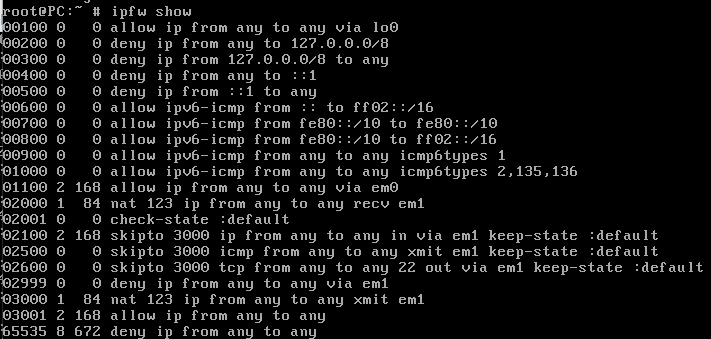 root@PC:~ # ipfw show
00100 0   0 allow ip from any to any via lo0
00200 0   0 deny ip from any to 127.0.0.0/8
00300 0   0 deny ip from 127.0.0.0/8 to any
00400 0   0 deny ip from any to ::1
00500 0   0 deny ip from ::1 to any
00600 0   0 allow ipv6-icmp from :: to ff02::/16
00700 0   0 allow ipv6-icmp from fe80::/10 to fe80::/10
00800 0   0 allow ipv6-icmp from fe80::/10 to ff02::/16
00900 0   0 allow ipv6-icmp from any to any icmp6types 1
01000 0   0 allow ipv6-icmp from any to any icmp6types 2,135,136
01100 2 168 allow ip from any to any via em0
02000 1  84 nat 123 ip from any to any recv em1
02001 0   0 check-state :default
02100 2 168 skipto 3000 ip from any to any in via em1 keep-state :default
02500 0   0 skipto 3000 icmp from any to any xmit em1 keep-state :default
02600 0   0 skipto 3000 tcp from any to any 22 out via em1 keep-state :default
02999 0   0 deny ip from any to any via em1
03000 1  84 nat 123 ip from any to any xmit em1
03001 2 168 allow ip from any to any
65535 8 672 deny ip from any to any